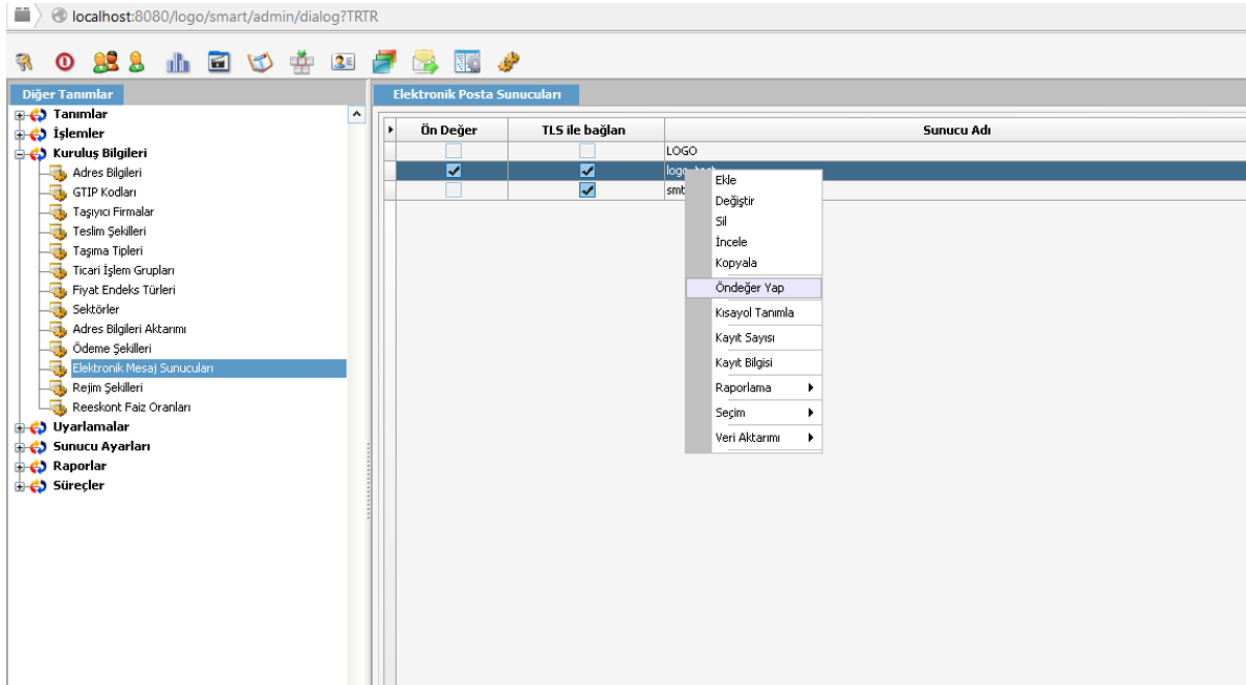 localhost:8080/logo/smart/admin/dialog?TRTR
Diğer Tanımlar
Tanımlar
İşlemler
Kuruluş Bilgileri
Adres Bilgileri
GTIP Kodları
Taşıyıcı Firmalar
Teslim Şekilleri
Taşıma Tipleri
Ticari İşlem Grupları
Fiyat Endeks Türleri
Sektörler
Adres Bilgileri Aktarımı
Ödeme Şekilleri
Elektronik Mesaj Sunucuları
Rejim Şekilleri
Reeskont Faiz Oranları
Uyarlamalar
Sunucu Ayarları
Raporlar
Süreçler
Elektronik Posta Sunucuları
Ön Değer TLS ile bağlan Sunucu Adı
LOGO
Ekle
Değiştir
Sil
İncele
Kopyala
Öndeğer Yap
Kısayol Tanımla
Kayıt Sayısı
Kayıt Bilgisi
Raporlama
Seçim
Veri Aktarımı